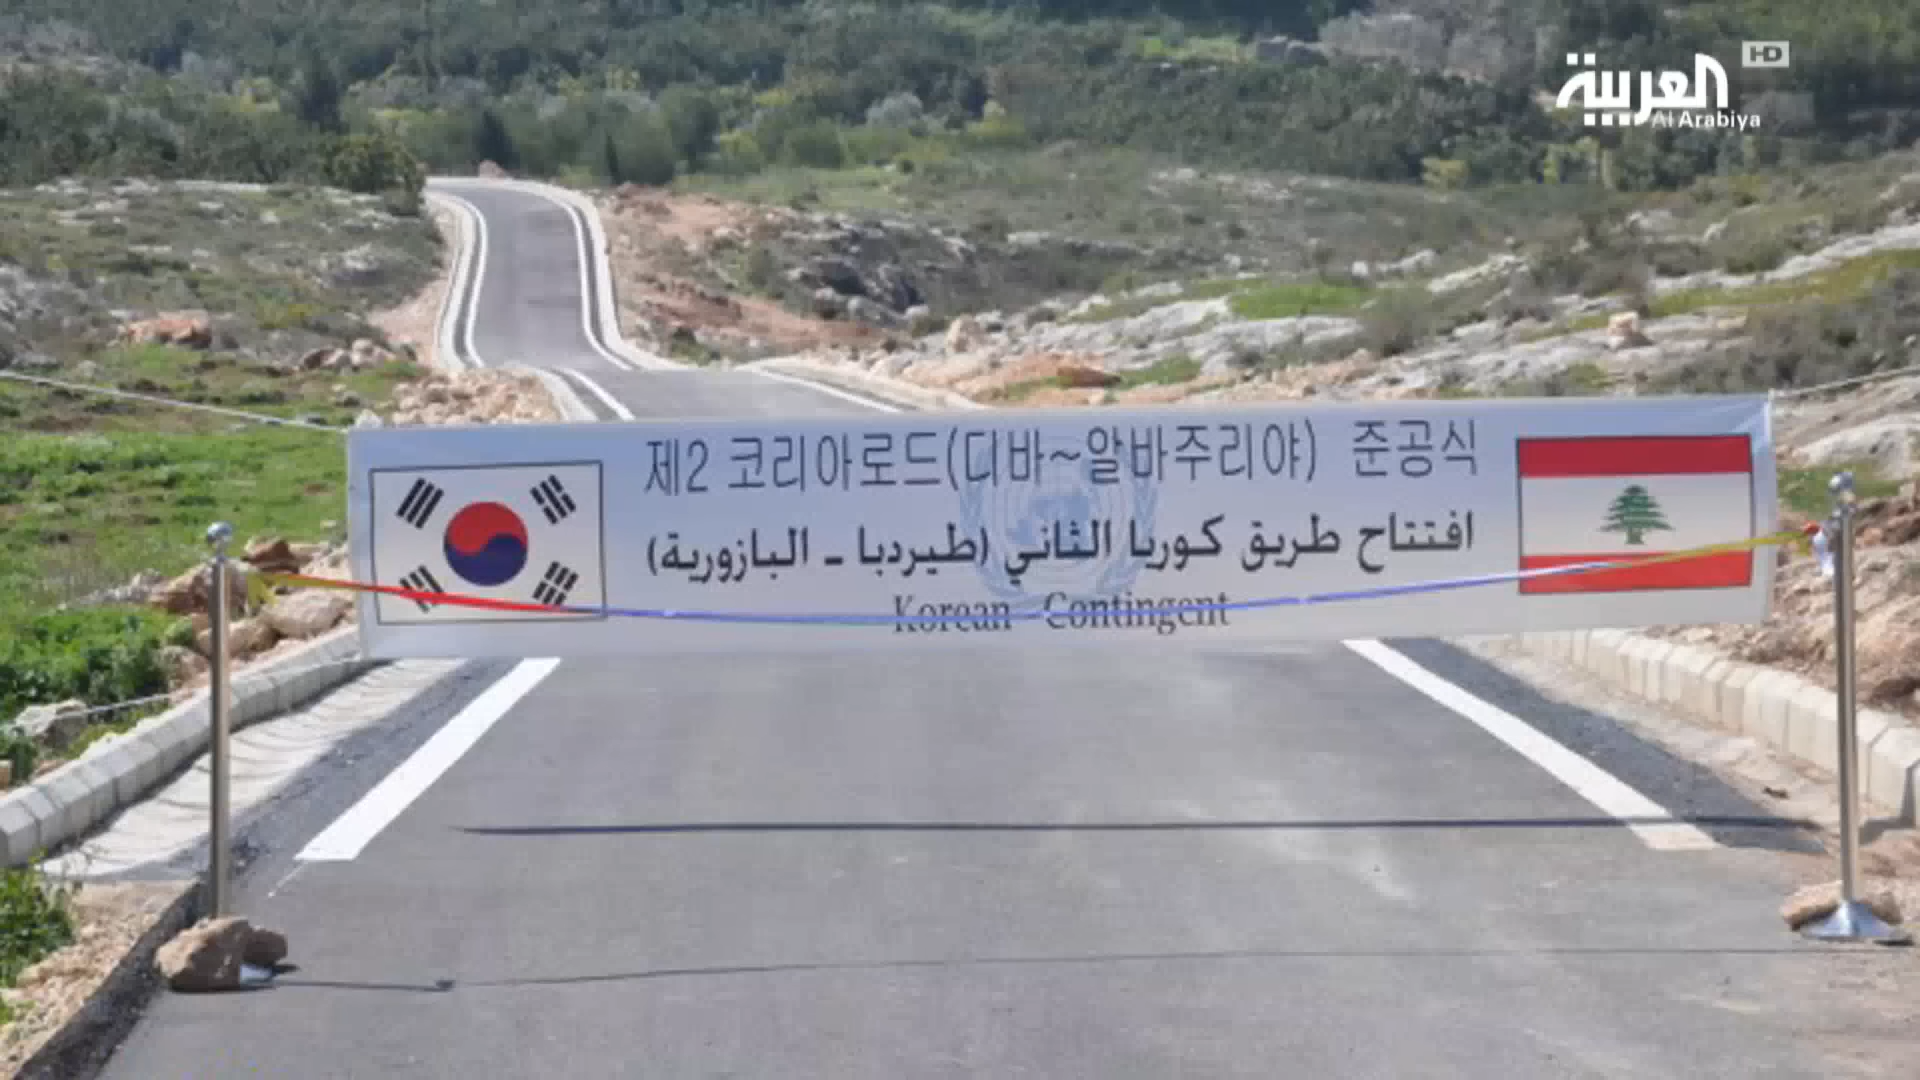 العربية
HD
Al Arabiya
제2 코리아로드(디바~알바주리야) 준공식
افتتاح طريق كوريا الثاني (طيردبا - البازورية)
Korean Contingent